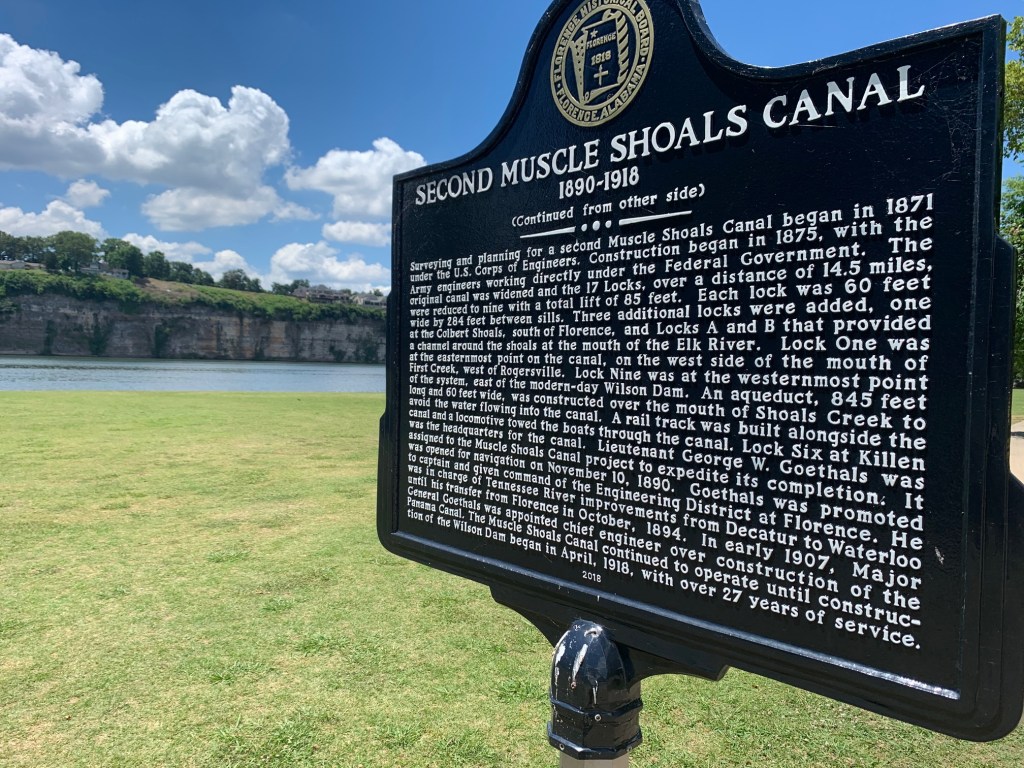 FLORENCE HISTORICAL BOARD
FLORENCE
1818
FLORENCE, ALABAMA
SECOND MUSCLE SHOALS CANAL
1890-1918
(Continued from other side)
Surveying and planning for a second Muscle Shoals Canal began in 1871
under the U.S. Corps of Engineers. Construction began in 1875, with the
Army engineers working directly under the Federal Government. The
original canal was widened and the 17 Locks, over a distance of 14.5 miles,
were reduced to nine with a total lift of 85 feet. Each lock was 60 feet
wide by 284 feet between sills. Three additional locks were added, one
at the Colbert Shoals, south of Florence, and Locks A and B that provided
a channel around the shoals at the mouth of the Elk River. Lock One was
at the easternmost point on the canal, on the west side of the mouth of
First Creek, west of Rogersville. Lock Nine was at the westernmost point
of the system, east of the modern-day Wilson Dam. An aqueduct, 845 feet
long and 60 feet wide, was constructed over the mouth of Shoals Creek to
avoid the water flowing into the canal. A rail track was built alongside the
canal and a locomotive towed the boats through the canal. Lock Six at Killen
was the headquarters for the canal. Lieutenant George W. Goethals was
assigned to the Muscle Shoals Canal project to expedite its completion. It
was opened for navigation on November 10, 1890. Goethals was promoted
to captain and given command of the Engineering District at Florence. He
was in charge of Tennessee River improvements from Decatur to Waterloo
until his transfer from Florence in October, 1894. In early 1907, Major
General Goethals was appointed chief engineer over construction of the
Panama Canal. The Muscle Shoals Canal continued to operate until construc-
tion of the Wilson Dam began in April, 1918, with over 27 years of service.
2018